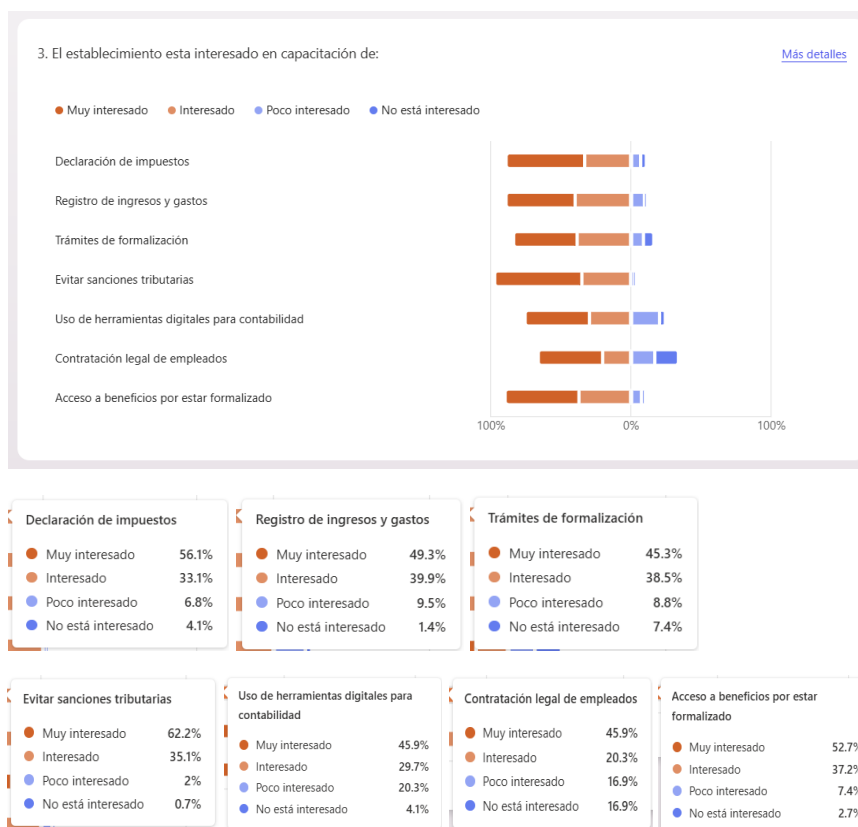 3. El establecimiento esta interesado en capacitación de:
Más detalles
Muy interesado Interesado Poco interesado No está interesado
Declaración de impuestos
Registro de ingresos y gastos
Trámites de formalización
Evitar sanciones tributarias
Uso de herramientas digitales para contabilidad
Contratación legal de empleados
Acceso a beneficios por estar formalizado
100% 0% 100%
Declaración de impuestos
Muy interesado 56.1%
Interesado 33.1%
Poco interesado 6.8%
No está interesado 4.1%
Registro de ingresos y gastos
Muy interesado 49.3%
Interesado 39.9%
Poco interesado 9.5%
No está interesado 1.4%
Trámites de formalización
Muy interesado 45.3%
Interesado 38.5%
Poco interesado 8.8%
No está interesado 7.4%
Evitar sanciones tributarias
Muy interesado 62.2%
Interesado 35.1%
Poco interesado 2%
No está interesado 0.7%
Uso de herramientas digitales para
contabilidad
Muy interesado 45.9%
Interesado 29.7%
Poco interesado 20.3%
No está interesado 4.1%
Contratación legal de empleados
Muy interesado 45.9%
Interesado 20.3%
Poco interesado 16.9%
No está interesado 16.9%
Acceso a beneficios por estar
formalizado
Muy interesado 52.7%
Interesado 37.2%
Poco interesado 7.4%
No está interesado 2.7%